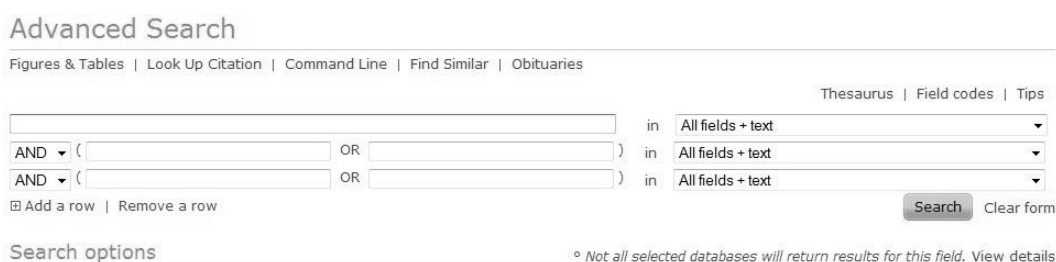 Advanced Search
Figures & Tables | Look Up Citation | Command Line | Find Similar | Obituaries
Thesaurus | Field codes | Tips
in All fields + text
AND ( OR ) in All fields + text
AND ( OR ) in All fields + text
Add a row | Remove a row Search Clear form
Search options ° Not all selected databases will return results for this field. View details